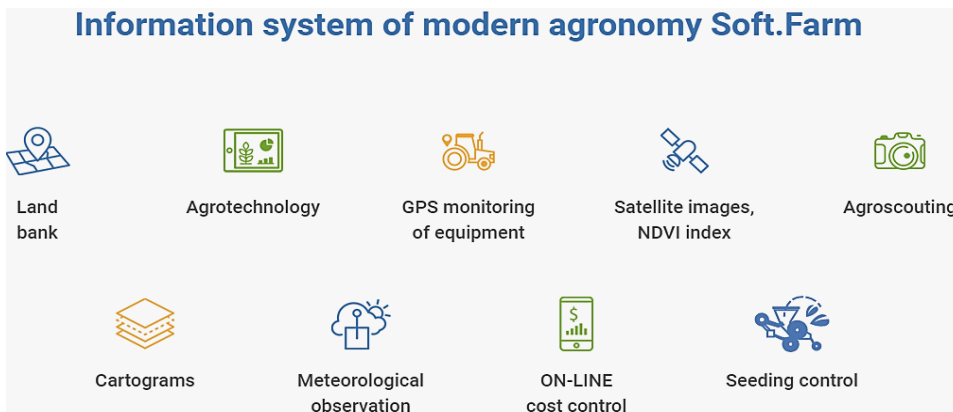 Information system of modern agronomy Soft.Farm
Land
bank
Agrotechnology
GPS monitoring
of equipment
Satellite images,
NDVI index
Agroscouting
Cartograms
Meteorological
observation
ON-LINE
cost control
Seeding control